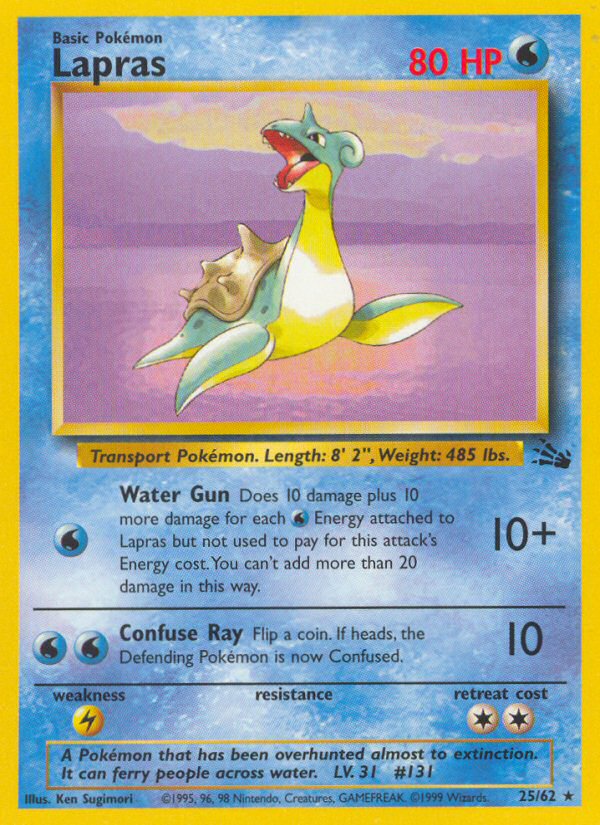 Basic Pokémon
Lapras
80 HP
Transport Pokémon. Length: 8' 2", Weight: 485 lbs.
Water Gun Does 10 damage plus 10
more damage for each Energy attached to
Lapras but not used to pay for this attack's
Energy cost. You can't add more than 20
damage in this way.
10+
Confuse Ray Flip a coin. If heads, the
Defending Pokémon is now Confused.
10
weakness resistance retreat cost
A Pokémon that has been overhunted almost to extinction.
It can ferry people across water. LV. 31 #131
Illus. Ken Sugimori ©1995, 96, 98 Nintendo, Creatures, GAMEFREAK. ©1999 Wizards. 25/62 ★